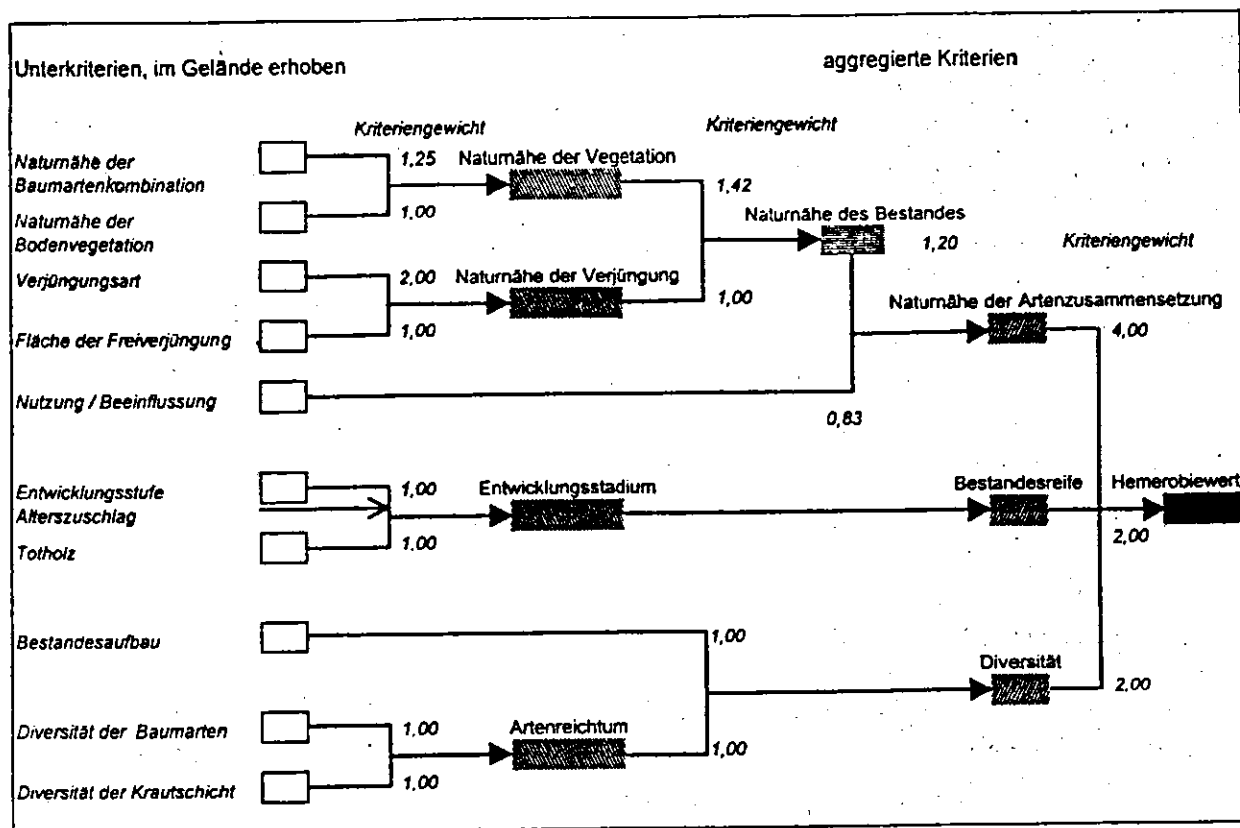 Unterkriterien, im Gelände erhoben
aggregierte Kriterien
Kriteriengewicht
Kriteriengewicht
Naturnähe der
Baumartenkombination
1,25
Naturnähe der Vegetation
1,42
Naturnähe der
Bodenvegetation
1,00
Naturnähe des Bestandes
1,20
Kriteriengewicht
Verjüngungsart
2,00
Naturnähe der Verjüngung
1,00
Fläche der Freiverjüngung
1,00
Naturnähe der Artenzusammensetzung
4,00
Nutzung / Beeinflussung
0,83
Entwicklungsstufe
Alterszuschlag
1,00
Entwicklungsstadium
Bestandesreife
Hemerobiewert
Totholz
1,00
2,00
Bestandesaufbau
1,00
Diversität
2,00
Diversität der Baumarten
1,00
Artenreichtum
1,00
Diversität der Krautschicht
1,00